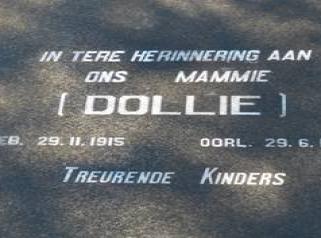 IN TERE HERINNERING AAN
ONS MAMMIE
( DOLLIE )
EB. 29.11.1915 OORL. 29.6.
TREURENDE KINDERS